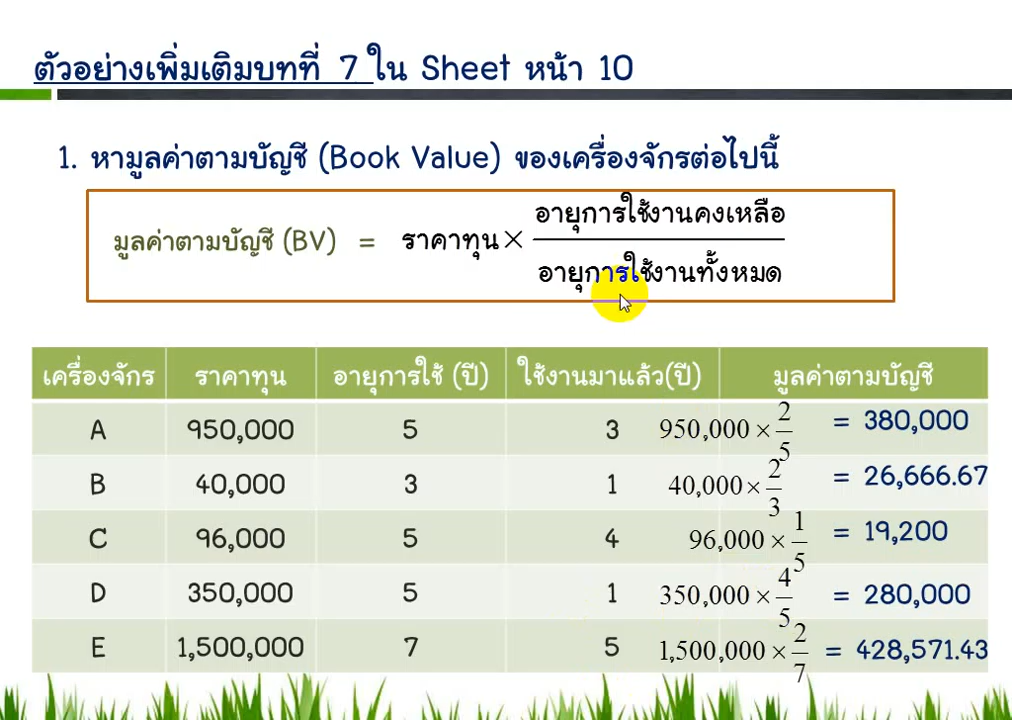 ตัวอย่างเพิ่มเติมบทที่ 7 ใน Sheet หน้า 10
1. หามูลค่าตามบัญชี (Book Value) ของเครื่องจักรต่อไปนี้
มูลค่าตามบัญชี (BV) = ราคาทุน × อายุการใช้งานคงเหลือ / อายุการใช้งานทั้งหมด
เครื่องจักร ราคาทุน อายุการใช้ (ปี) ใช้งานมาแล้ว(ปี) มูลค่าตามบัญชี
A 950,000 5 3 950,000 × 2/5 = 380,000
B 40,000 3 1 40,000 × 2/3 = 26,666.67
C 96,000 5 4 96,000 × 1/5 = 19,200
D 350,000 5 1 350,000 × 4/5 = 280,000
E 1,500,000 7 5 1,500,000 × 2/7 = 428,571.43